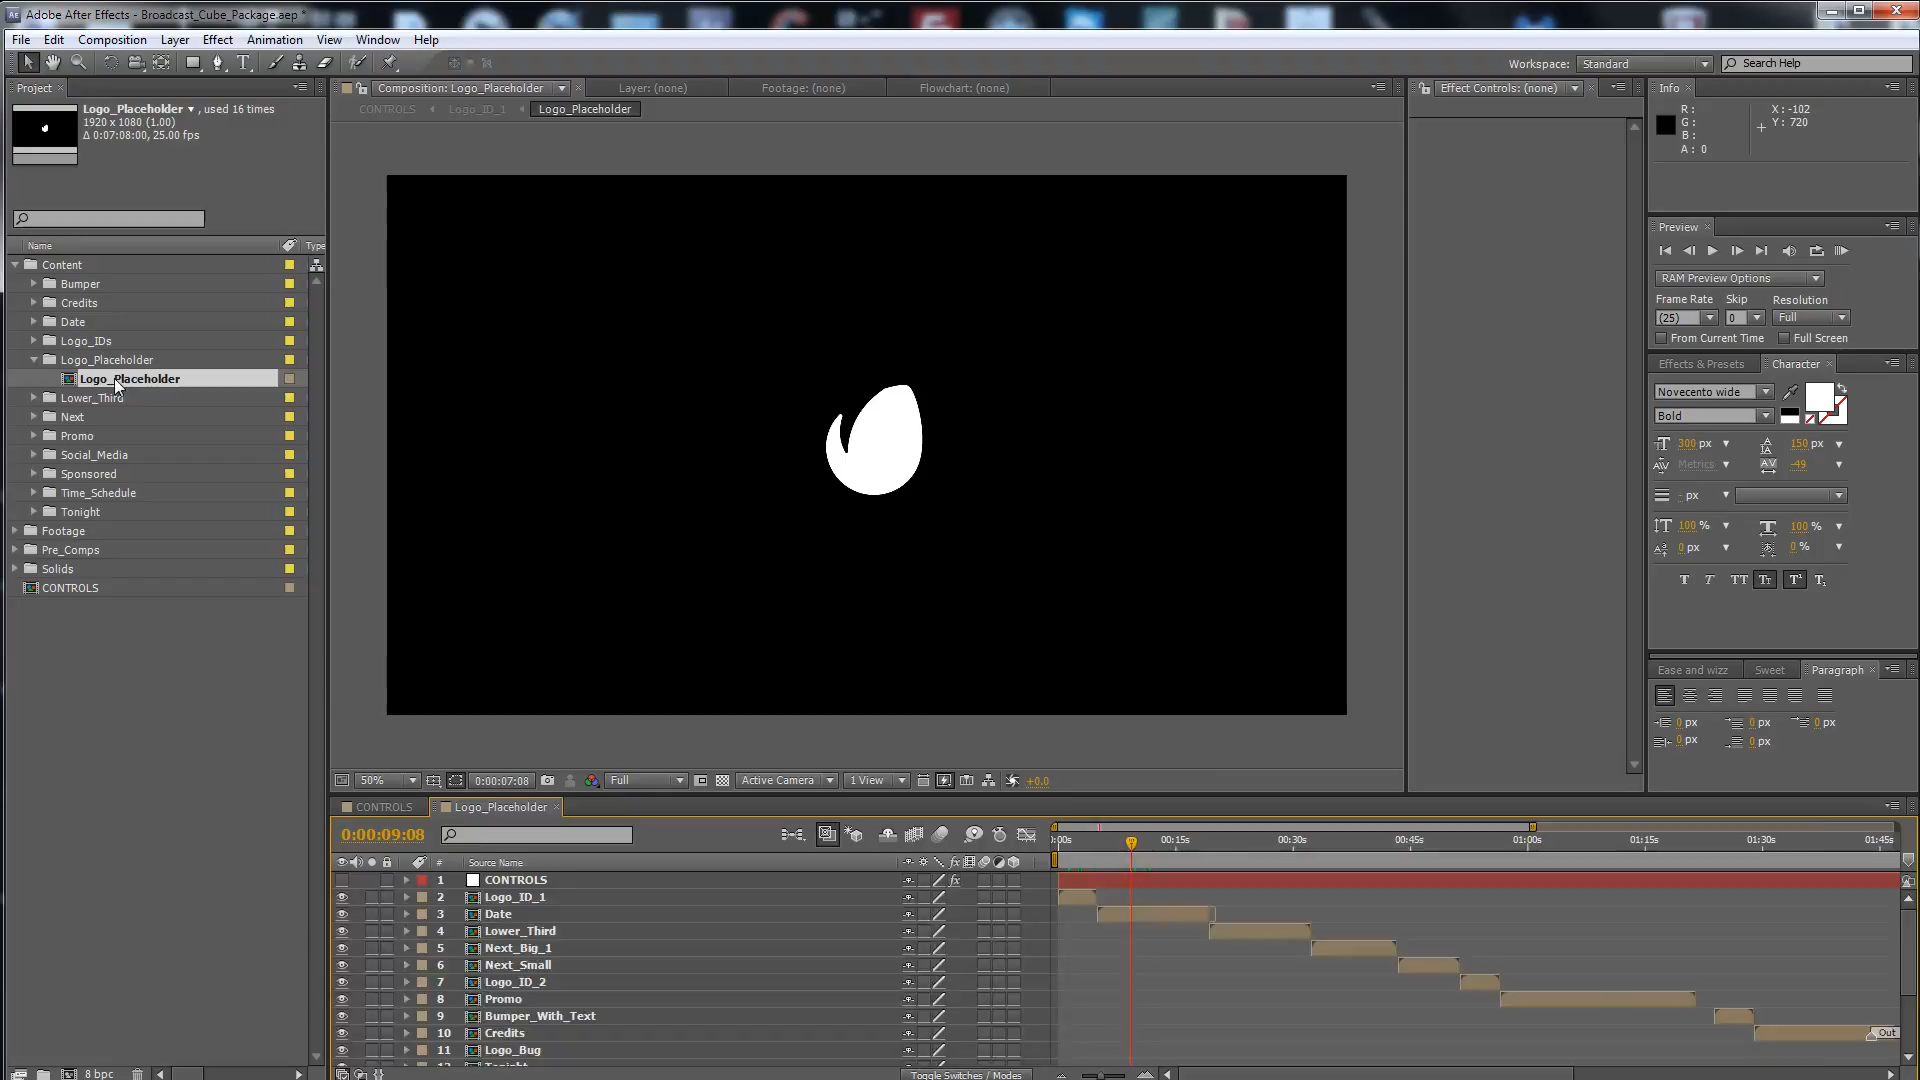 Adobe After Effects - Broadcast_Cube_Package.aep *
File Edit Composition Layer Effect Animation View Window Help
Workspace: Standard Search Help
Project
Logo_Placeholder , used 16 times
1920 x 1080 (1.00)
Δ 0:07:08:00, 25.00 fps
Name Type
Content
Bumper
Credits
Date
Logo_IDs
Logo_Placeholder
Logo_Placeholder
Lower_Third
Next
Promo
Social_Media
Sponsored
Time_Schedule
Tonight
Footage
Pre_Comps
Solids
CONTROLS
8 bpc
Composition: Logo_Placeholder Layer: (none) Footage: (none) Flowchart: (none)
CONTROLS Logo_ID_1 Logo_Placeholder
50% 0:00:07:08 Full Active Camera 1 View +0.0
Effect Controls: (none)
Info
R:
G:
B:
A: 0
X: -102
Y: 720
Preview
RAM Preview Options
Frame Rate Skip Resolution
(25) 0 Full
From Current Time Full Screen
Effects & Presets Character
Novecento wide
Bold
300 px 150 px
Metrics -49
- px
100 % 100 %
0 px 0 %
T T TT Tт T¹ T₁
Ease and wizz Sweet Paragraph
0 px 0 px 0 px
0 px 0 px
CONTROLS Logo_Placeholder
0:00:09:08
:00s 00:15s 00:30s 00:45s 01:00s 01:15s 01:30s 01:45s
# Source Name
1 CONTROLS
2 Logo_ID_1
3 Date
4 Lower_Third
5 Next_Big_1
6 Next_Small
7 Logo_ID_2
8 Promo
9 Bumper_With_Text
10 Credits
Out
11 Logo_Bug
Toggle Switches / Modes